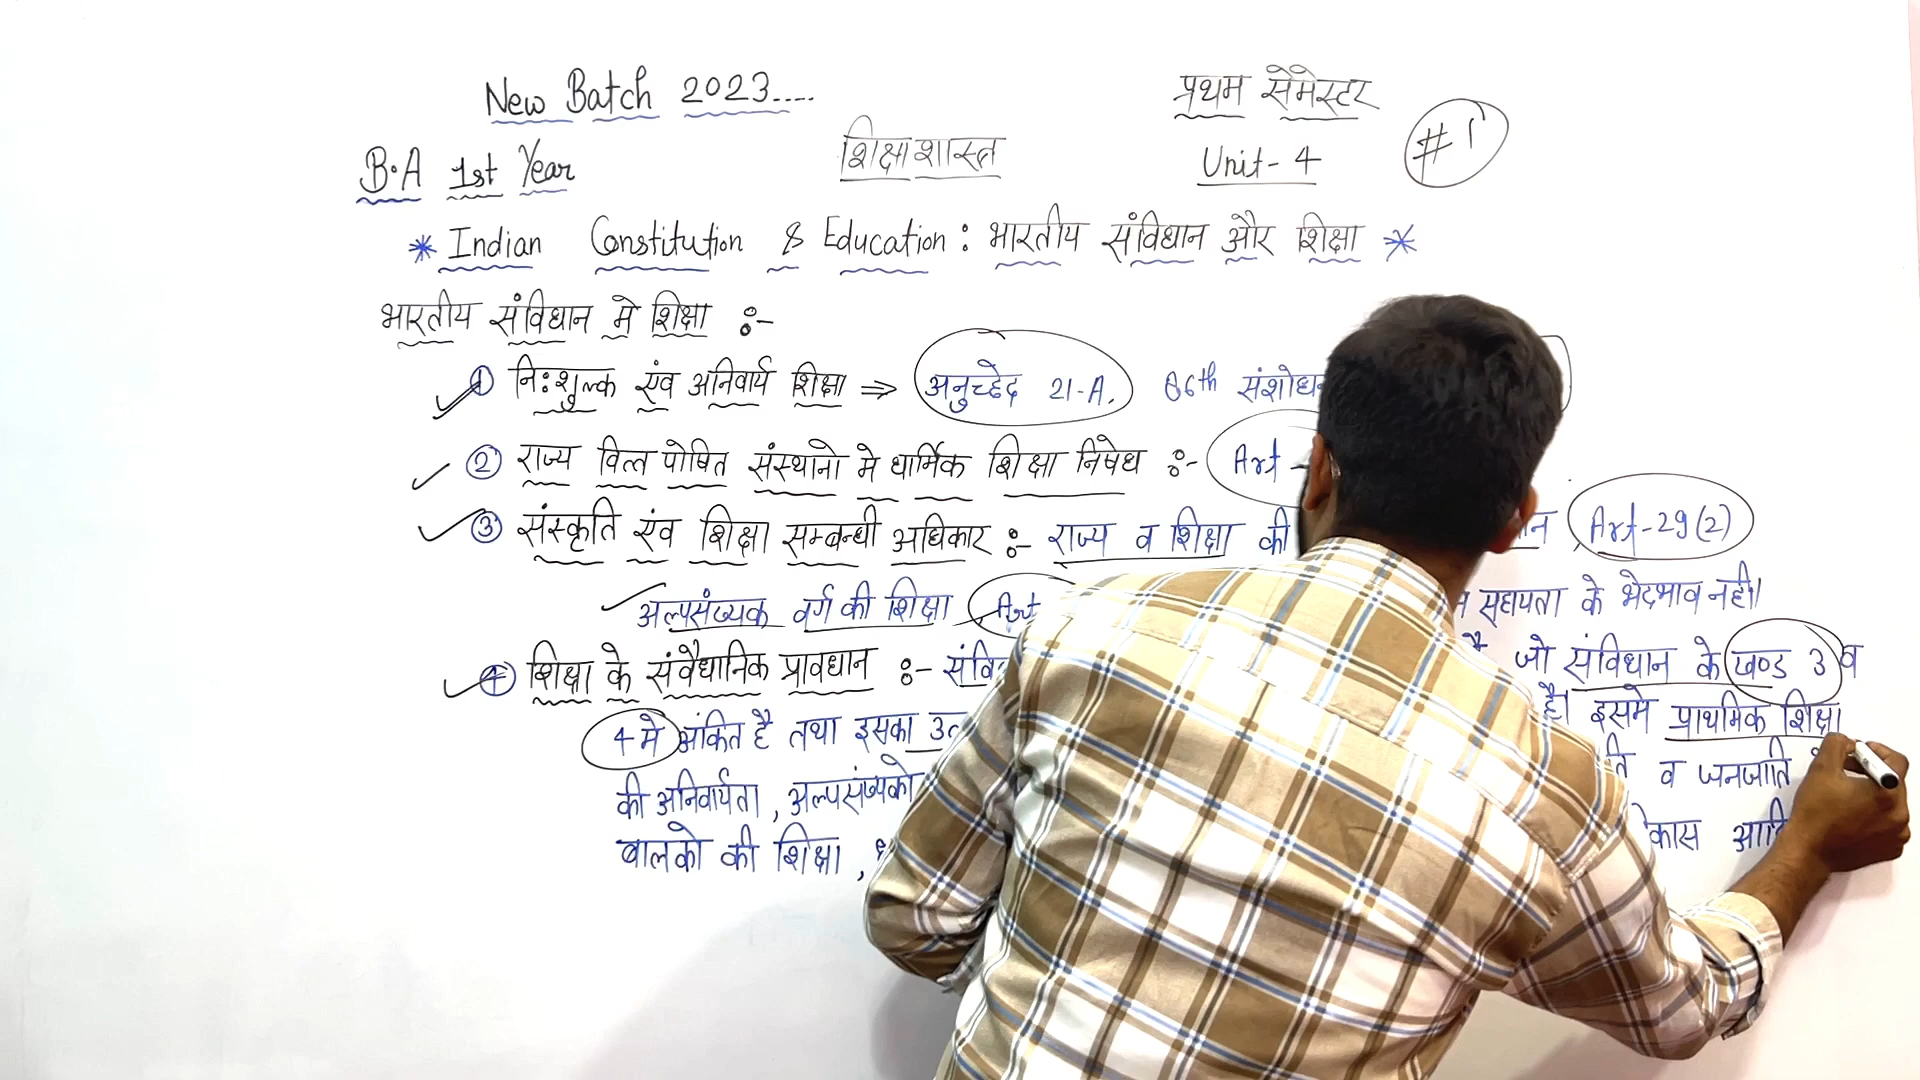 New Batch 2023.... प्रथम सेमेस्टर
B.A 1st Year शिक्षाशास्त्र Unit-4 #1
* Indian Constitution & Education : भारतीय संविधान और शिक्षा *
भारतीय संविधान मे शिक्षा :-
① नि:शुल्क एंव अनिवार्य शिक्षा ⇒ अनुच्छेद 21-A. 86th
② राज्य वित्त पोषित संस्थानो मे धार्मिक शिक्षा निषेध :- Art -
③ संस्कृति एंव शिक्षा सम्बन्धी अधिकार :- राज्य व शिक्षा की Art-29(2)
अल्पसंख्यक वर्ग की शिक्षा Art सहायता के भेदभाव नही।
④ शिक्षा के संवैधानिक प्रावधान :- जो संविधान के खण्ड 3 व
4 मे अंकित है तथा इसका है। इसमे प्राथमिक शिक्षा
की अनिवार्यता , अल्पसंख्यको व जनजाति
बालको की शिक्षा ,